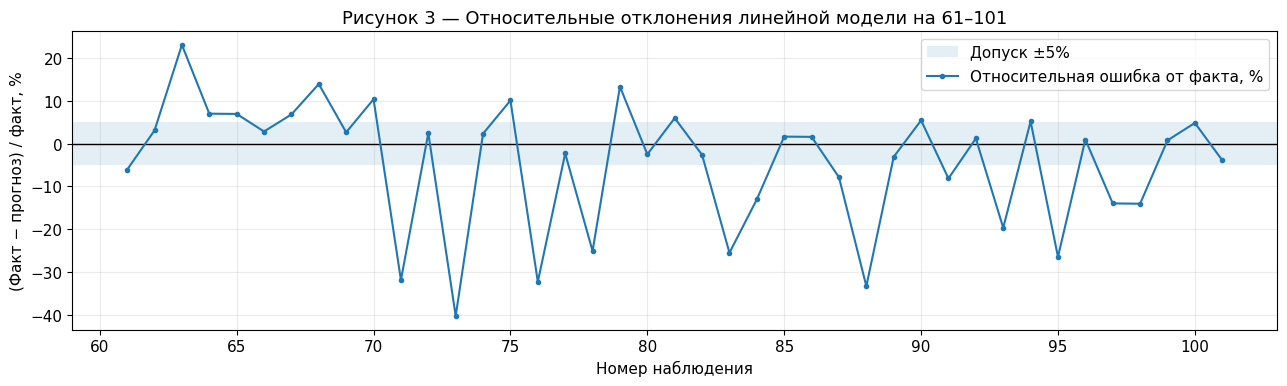 Рисунок 3 — Относительные отклонения линейной модели на 61–101
Допуск ±5%
Относительная ошибка от факта, %
(Факт − прогноз) / факт, %
20
10
0
−10
−20
−30
−40
60 65 70 75 80 85 90 95 100
Номер наблюдения